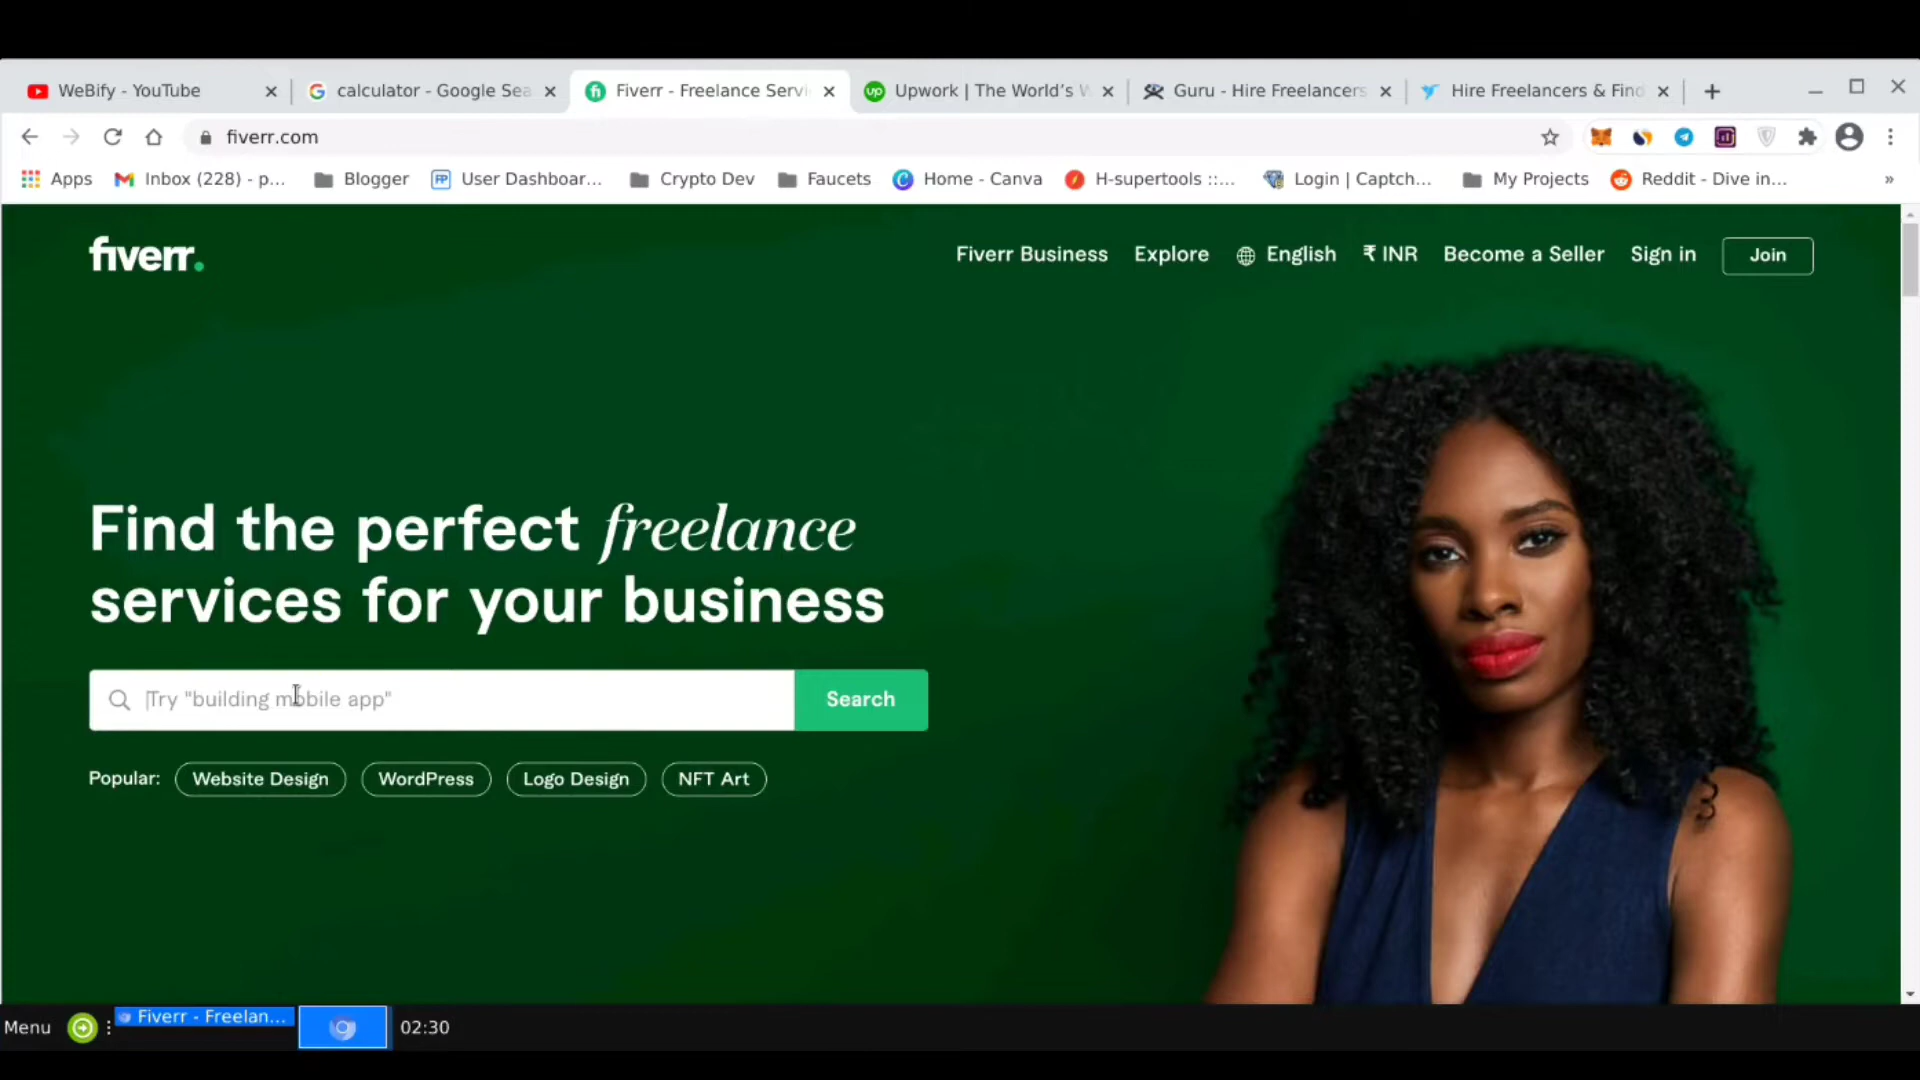 WeBify - YouTube
calculator - Google Sea
Fiverr - Freelance Servi
Upwork | The World's W
Guru - Hire Freelancers
Hire Freelancers & Find
fiverr.com
Apps
Inbox (228) - p...
Blogger
User Dashboar...
Crypto Dev
Faucets
Home - Canva
H-supertools ::...
Login | Captch...
My Projects
Reddit - Dive in...
»
fiverr.
Fiverr Business
Explore
English
₹ INR
Become a Seller
Sign in
Join
Find the perfect freelance
services for your business
Try "building mobile app"
Search
Popular:
Website Design
WordPress
Logo Design
NFT Art
Menu
Fiverr - Freelan...
02:30